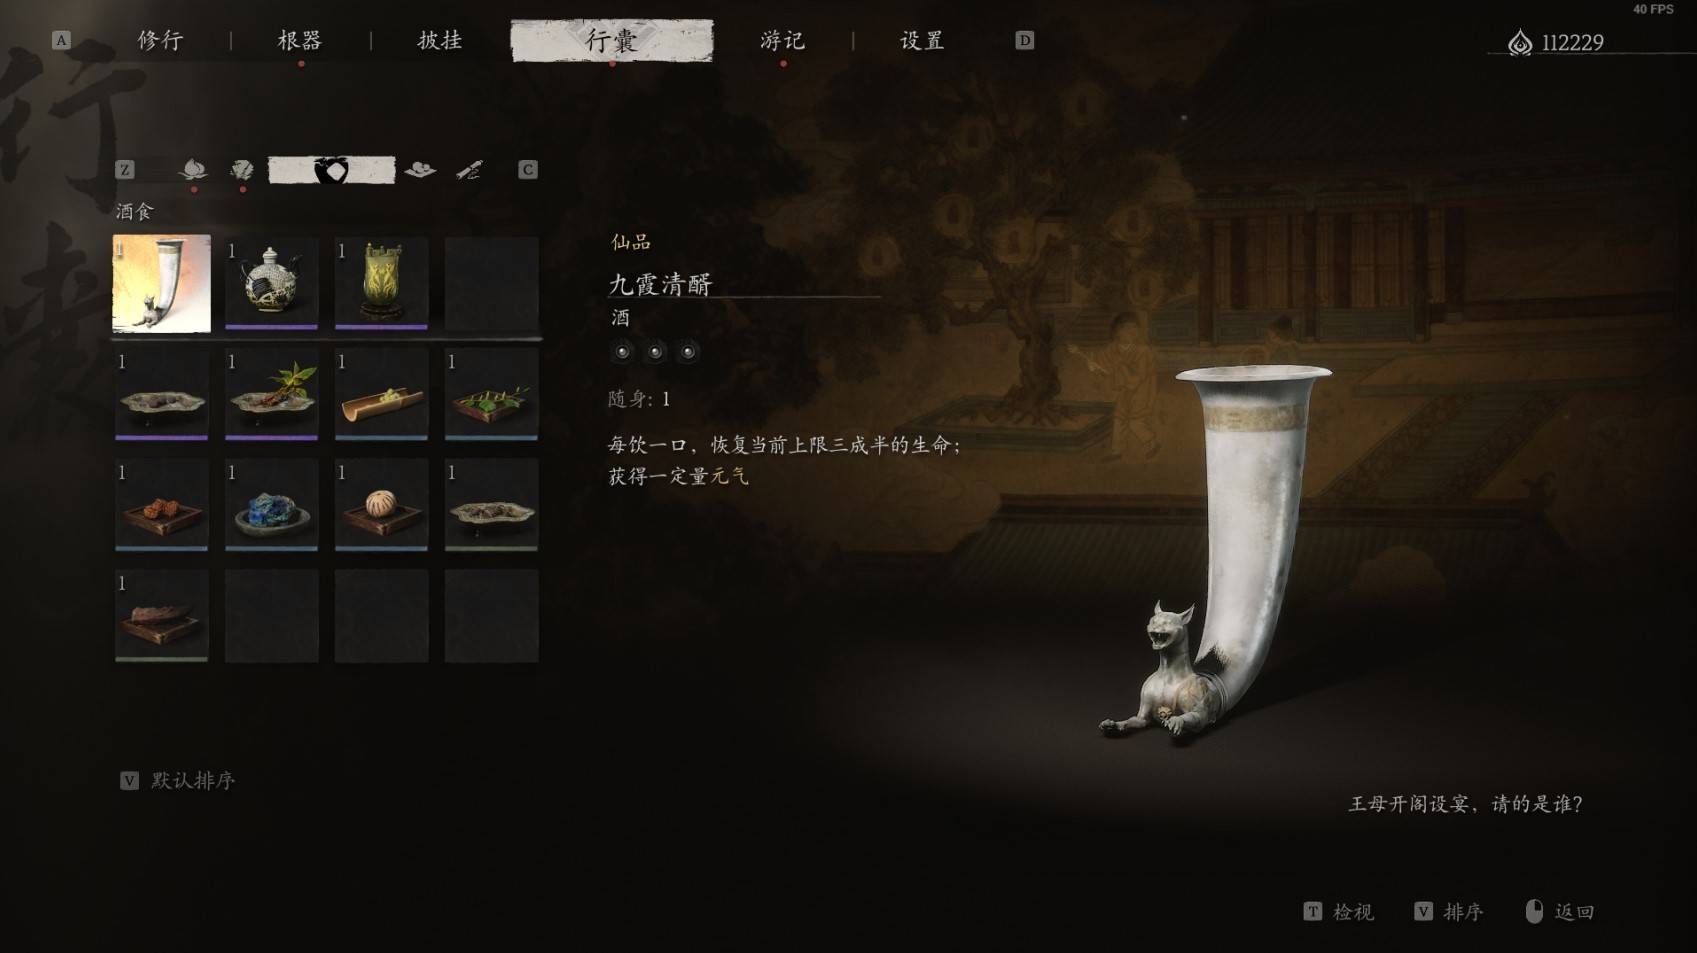 40 FPS
A 修行 | 根器 | 披挂 行囊 游记 | 设置 D 112229
行囊
Z C
酒食
1 1 1
1 1 1 1
1 1 1 1
1
仙品
九霞清醑
酒
随身: 1
每饮一口，恢复当前上限三成半的生命；
获得一定量元气
V 默认排序
王母开阁设宴，请的是谁？
T 检视 V 排序 返回